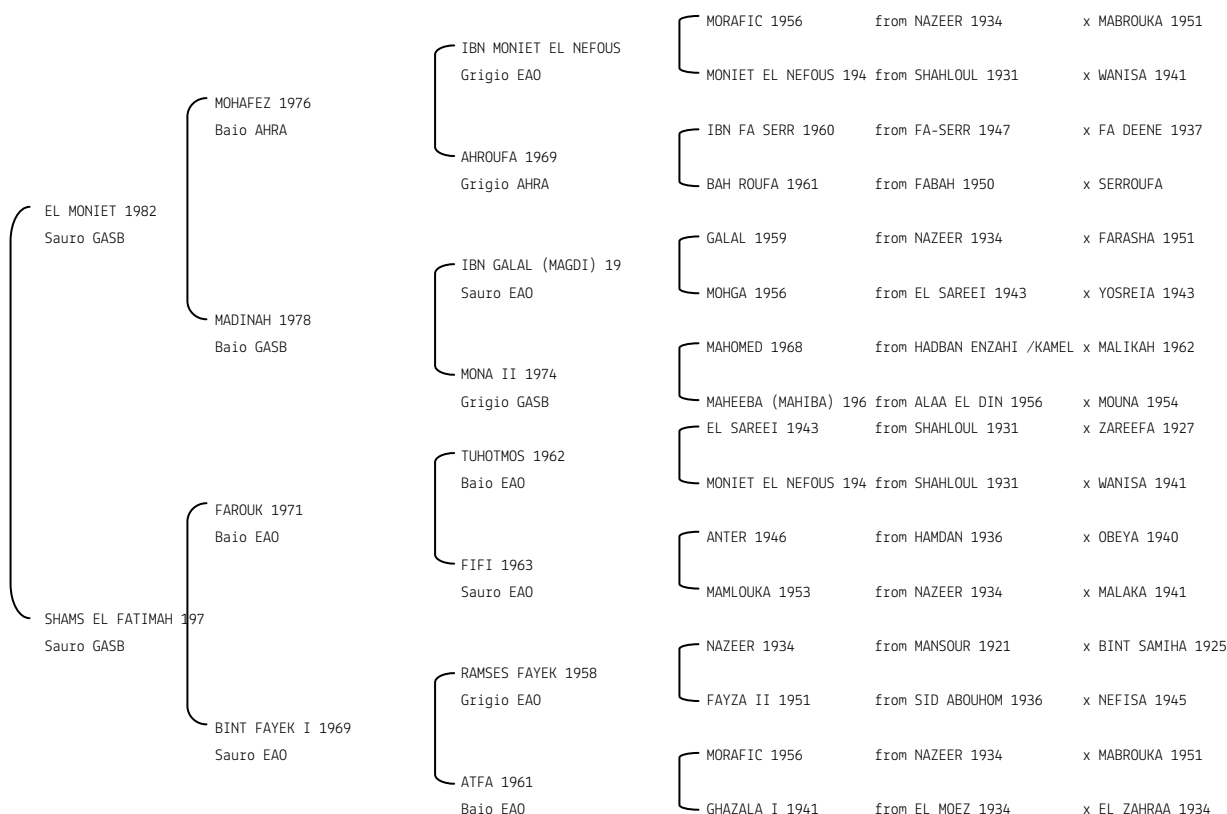 MORAFIC 1956 from NAZEER 1934 x MABROUKA 1951
IBN MONIET EL NEFOUS
Grigio EAO
MONIET EL NEFOUS 194 from SHAHLOUL 1931 x WANISA 1941
MOHAFEZ 1976
Baio AHRA
IBN FA SERR 1960 from FA-SERR 1947 x FA DEENE 1937
AHROUFA 1969
Grigio AHRA
BAH ROUFA 1961 from FABAH 1950 x SERROUFA
EL MONIET 1982
Sauro GASB
GALAL 1959 from NAZEER 1934 x FARASHA 1951
IBN GALAL (MAGDI) 19
Sauro EAO
MOHGA 1956 from EL SAREEI 1943 x YOSREIA 1943
MADINAH 1978
Baio GASB
MAHOMED 1968 from HADBAN ENZAHI /KAMEL x MALIKAH 1962
MONA II 1974
Grigio GASB
MAHEEBA (MAHIBA) 196 from ALAA EL DIN 1956 x MOUNA 1954
EL SAREEI 1943 from SHAHLOUL 1931 x ZAREEFA 1927
TUHOTMOS 1962
Baio EAO
MONIET EL NEFOUS 194 from SHAHLOUL 1931 x WANISA 1941
FAROUK 1971
Baio EAO
ANTER 1946 from HAMDAN 1936 x OBEYA 1940
FIFI 1963
Sauro EAO
MAMLOUKA 1953 from NAZEER 1934 x MALAKA 1941
SHAMS EL FATIMAH 197
Sauro GASB
NAZEER 1934 from MANSOUR 1921 x BINT SAMIHA 1925
RAMSES FAYEK 1958
Grigio EAO
FAYZA II 1951 from SID ABOUHOM 1936 x NEFISA 1945
BINT FAYEK I 1969
Sauro EAO
MORAFIC 1956 from NAZEER 1934 x MABROUKA 1951
ATFA 1961
Baio EAO
GHAZALA I 1941 from EL MOEZ 1934 x EL ZAHRAA 1934